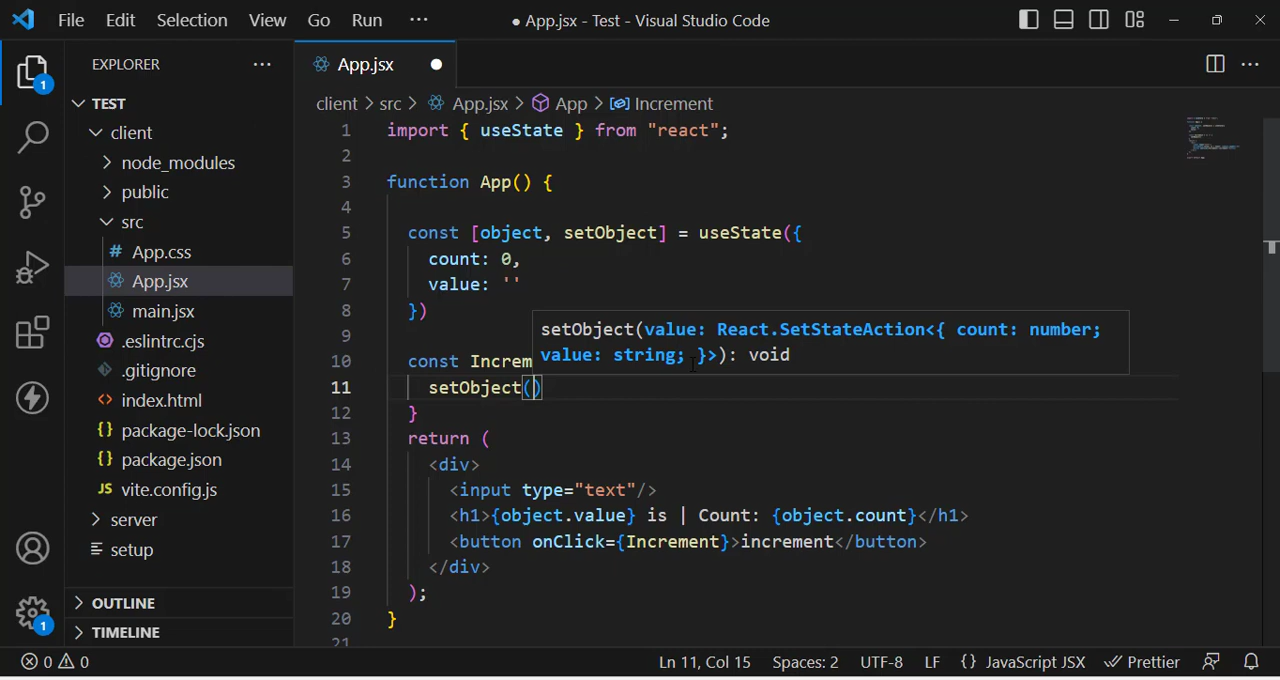 File Edit Selection View Go Run ··· ● App.jsx - Test - Visual Studio Code
EXPLORER ···
TEST
client
node_modules
public
src
# App.css
App.jsx
main.jsx
.eslintrc.cjs
.gitignore
<> index.html
{} package-lock.json
{} package.json
JS vite.config.js
server
setup
OUTLINE
TIMELINE
1
1
App.jsx ●
client > src > App.jsx > App > Increment
1 import { useState } from "react";
2
3 function App() {
4
5 const [object, setObject] = useState({
6 count: 0,
7 value: ''
8 })
9
setObject(value: React.SetStateAction<{ count: number;
value: string; }>): void
10 const Increm
11 setObject()
12 }
13 return (
14 <div>
15 <input type="text"/>
16 <h1>{object.value} is | Count: {object.count}</h1>
17 <button onClick={Increment}>increment</button>
18 </div>
19 );
20 }
21
0 0 Ln 11, Col 15 Spaces: 2 UTF-8 LF {} JavaScript JSX Prettier